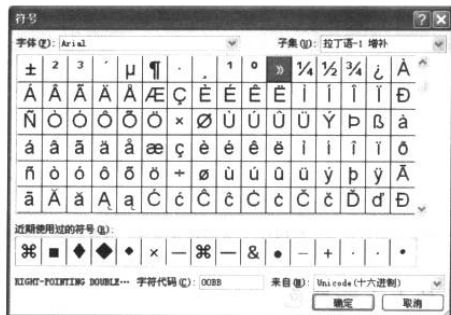 符号
字体(F): Arial 子集(U): 拉丁语-1 增补
± ² ³ ´ µ ¶ · ¸ ¹ º » ¼ ½ ¾ ¿ À
Á Â Ã Ä Å Æ Ç È É Ê Ë Ì Í Î Ï Ð
Ñ Ò Ó Ô Õ Ö × Ø Ù Ú Û Ü Ý Þ ß à
á â ã ä å æ ç è é ê ë ì í î ï ð
ñ ò ó ô õ ö ÷ ø ù ú û ü ý þ ÿ Ā
ā Ă ă Ą ą Ć ć Ĉ ĉ Ċ ċ Č č Ď ď Đ
近期使用过的符号(R):
⌘ ■ ♦ ◆ • × — ⌘ — & ● – + · · •
RIGHT-POINTING DOUBLE··· 字符代码(C): 00BB 来自(M): Unicode(十六进制)
确定 取消